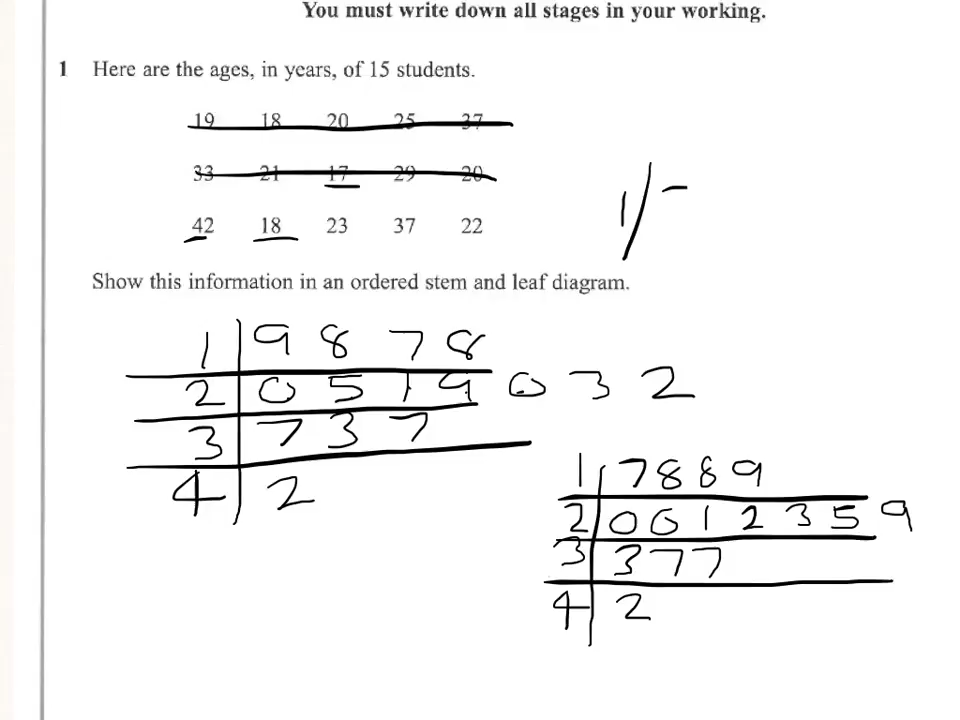 You must write down all stages in your working.
1 Here are the ages, in years, of 15 students.
19 18 20 25 37
33 21 17 29 20
42 18 23 37 22
Show this information in an ordered stem and leaf diagram.
1 | 9 8 7 8
2 | 0 5 1 9 0 3 2
3 | 7 3 7
4 | 2
1 | 7 8 8 9
2 | 0 0 1 2 3 5 9
3 | 3 7 7
4 | 2